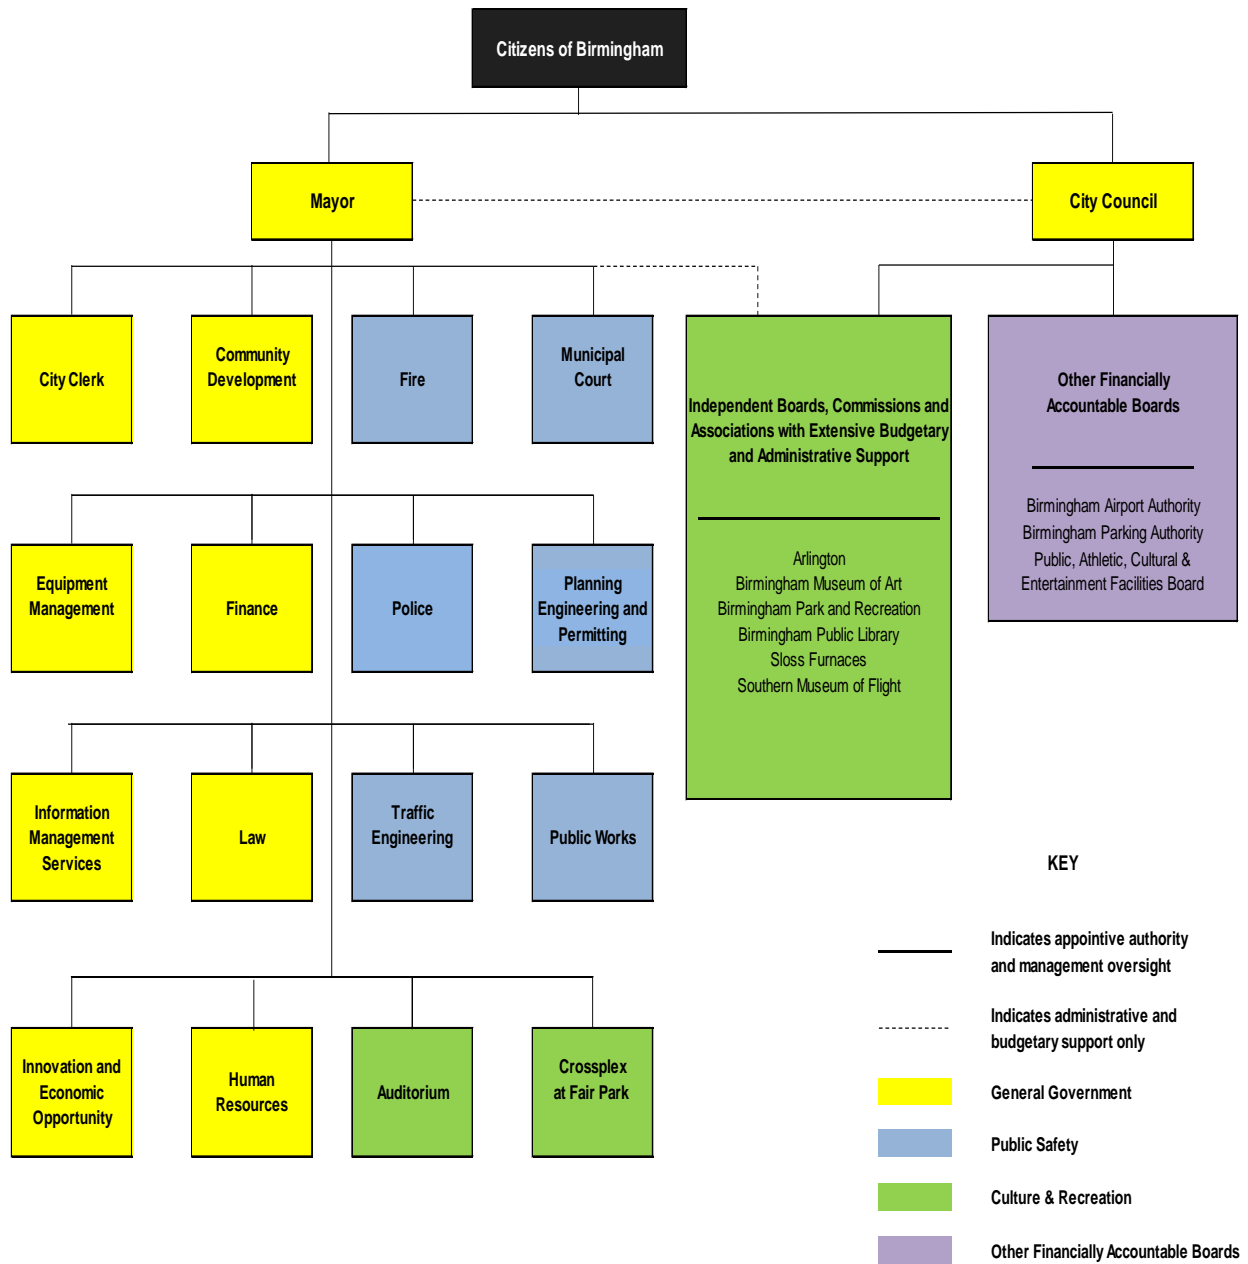 Citizens of Birmingham
Mayor
City Council
City Clerk
Community
Development
Fire
Municipal
Court
Independent Boards, Commissions and
Associations with Extensive Budgetary
and Administrative Support
Arlington
Birmingham Museum of Art
Birmingham Park and Recreation
Birmingham Public Library
Sloss Furnaces
Southern Museum of Flight
Other Financially
Accountable Boards
Birmingham Airport Authority
Birmingham Parking Authority
Public, Athletic, Cultural &
Entertainment Facilities Board
Equipment
Management
Finance
Police
Planning
Engineering and
Permitting
Information
Management
Services
Law
Traffic
Engineering
Public Works
Innovation and
Economic
Opportunity
Human
Resources
Auditorium
Crossplex
at Fair Park
KEY
Indicates appointive authority
and management oversight
Indicates administrative and
budgetary support only
General Government
Public Safety
Culture & Recreation
Other Financially Accountable Boards